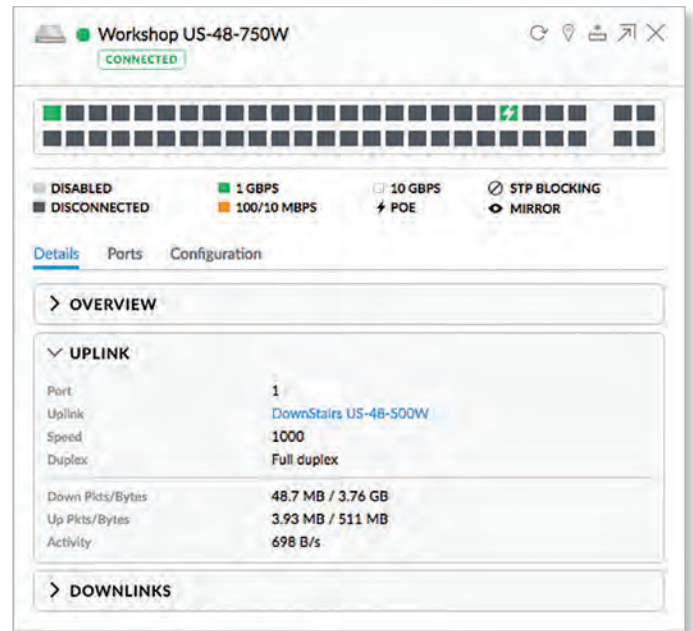 Workshop US-48-750W
CONNECTED
DISABLED 1 GBPS 10 GBPS STP BLOCKING
DISCONNECTED 100/10 MBPS POE MIRROR
Details Ports Configuration
OVERVIEW
UPLINK
Port 1
Uplink DownStairs US-48-500W
Speed 1000
Duplex Full duplex
Down Pkts/Bytes 48.7 MB / 3.76 GB
Up Pkts/Bytes 3.93 MB / 511 MB
Activity 698 B/s
DOWNLINKS